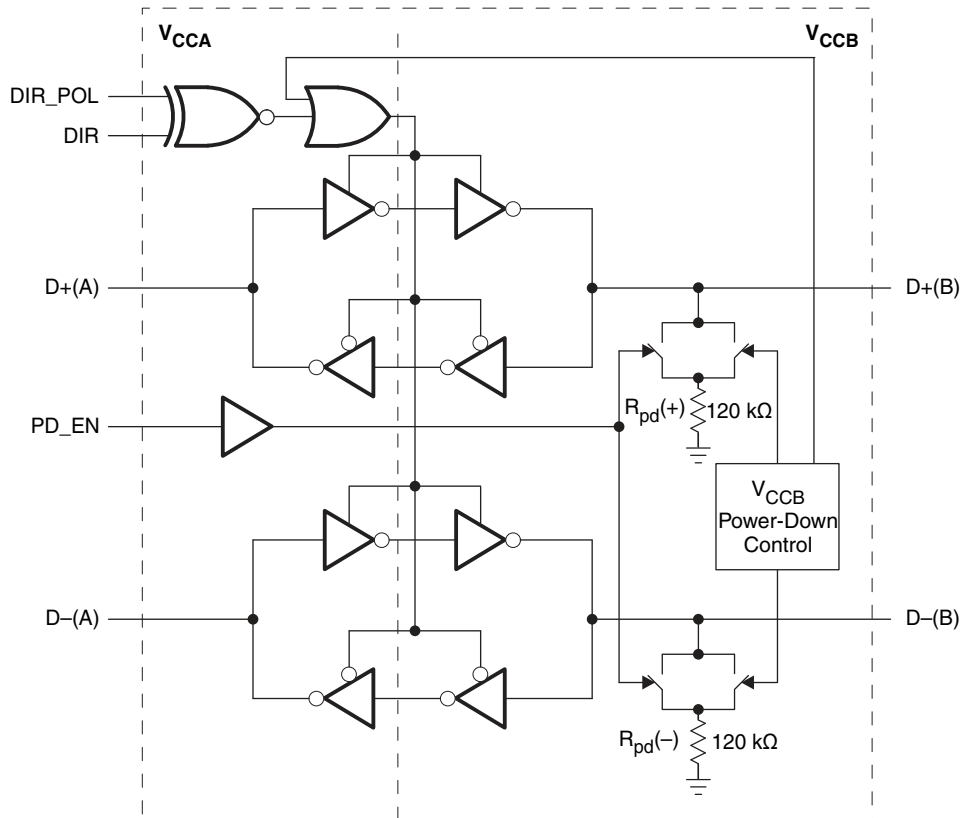 VCCA
VCCB
DIR_POL
DIR
D+(A)
D+(B)
Rpd(+)
120 kΩ
PD_EN
VCCB
Power-Down
Control
D–(A)
D–(B)
Rpd(–)
120 kΩ